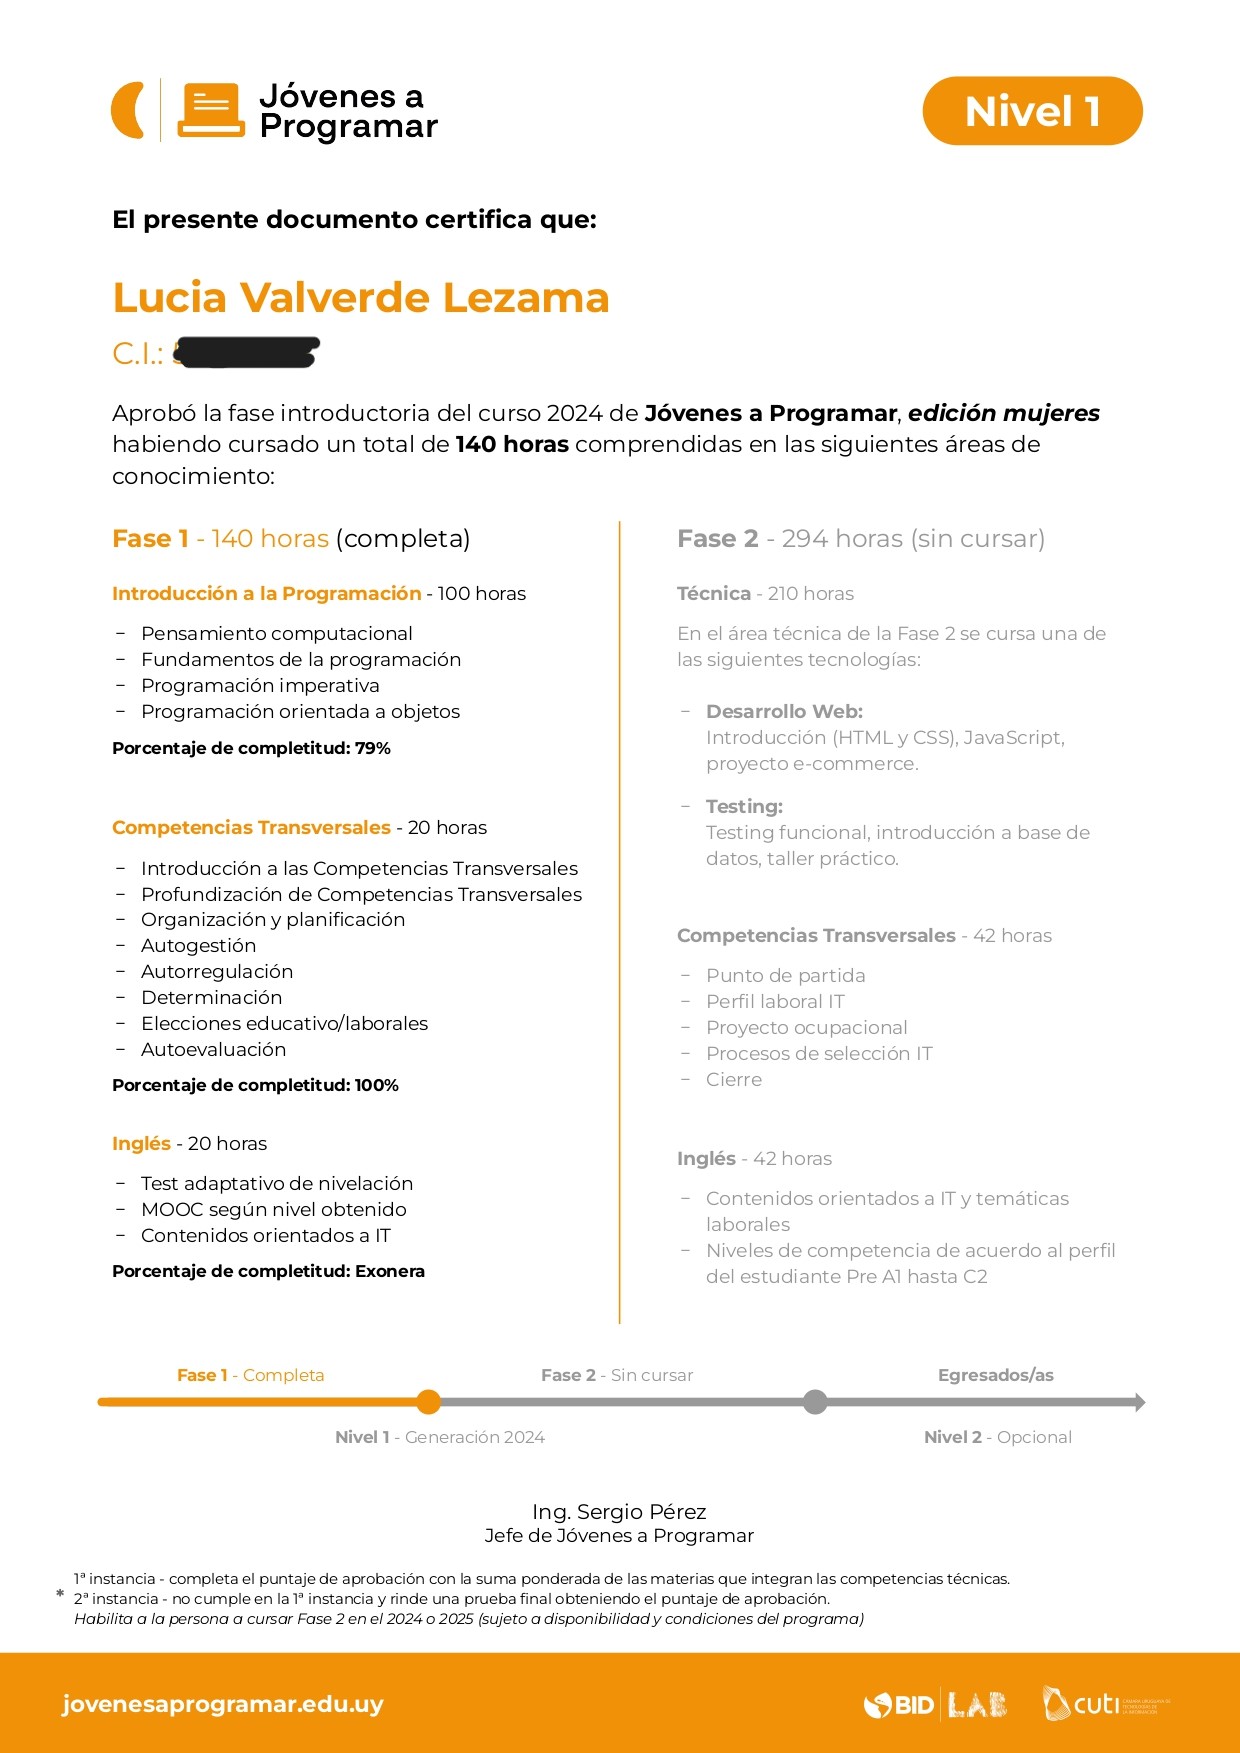 Jóvenes a
Programar
Nivel 1
El presente documento certifica que:
Lucia Valverde Lezama
C.I.:
Aprobó la fase introductoria del curso 2024 de Jóvenes a Programar, edición mujeres
habiendo cursado un total de 140 horas comprendidas en las siguientes áreas de
conocimiento:
Fase 1 - 140 horas (completa)
Introducción a la Programación - 100 horas
− Pensamiento computacional
− Fundamentos de la programación
− Programación imperativa
− Programación orientada a objetos
Porcentaje de completitud: 79%
Competencias Transversales - 20 horas
− Introducción a las Competencias Transversales
− Profundización de Competencias Transversales
− Organización y planificación
− Autogestión
− Autorregulación
− Determinación
− Elecciones educativo/laborales
− Autoevaluación
Porcentaje de completitud: 100%
Inglés - 20 horas
− Test adaptativo de nivelación
− MOOC según nivel obtenido
− Contenidos orientados a IT
Porcentaje de completitud: Exonera
Fase 2 - 294 horas (sin cursar)
Técnica - 210 horas
En el área técnica de la Fase 2 se cursa una de
las siguientes tecnologías:
− Desarrollo Web:
Introducción (HTML y CSS), JavaScript,
proyecto e-commerce.
− Testing:
Testing funcional, introducción a base de
datos, taller práctico.
Competencias Transversales - 42 horas
− Punto de partida
− Perfil laboral IT
− Proyecto ocupacional
− Procesos de selección IT
− Cierre
Inglés - 42 horas
− Contenidos orientados a IT y temáticas
laborales
− Niveles de competencia de acuerdo al perfil
del estudiante Pre A1 hasta C2
Fase 1 - Completa
Fase 2 - Sin cursar
Egresados/as
Nivel 1 - Generación 2024
Nivel 2 - Opcional
Ing. Sergio Pérez
Jefe de Jóvenes a Programar
1ª instancia - completa el puntaje de aprobación con la suma ponderada de las materias que integran las competencias técnicas.
* 2ª instancia - no cumple en la 1ª instancia y rinde una prueba final obteniendo el puntaje de aprobación.
Habilita a la persona a cursar Fase 2 en el 2024 o 2025 (sujeto a disponibilidad y condiciones del programa)
jovenesaprogramar.edu.uy
BID LAB
cuti